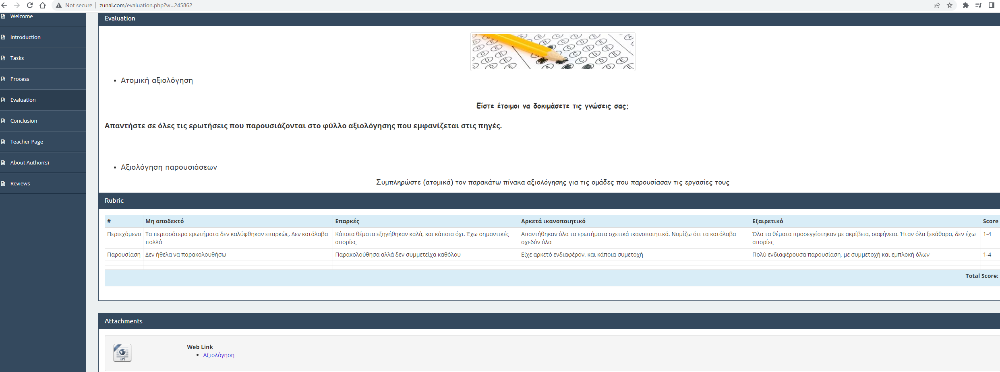 Not secure
zunal.com/evaluation.php?w=245862
Welcome
Introduction
Tasks
Process
Evaluation
Conclusion
Teacher Page
About Author(s)
Reviews
Evaluation
• Ατομική αξιολόγηση
Είστε έτοιμοι να δοκιμάσετε τις γνώσεις σας;
Απαντήστε σε όλες τις ερωτήσεις που παρουσιάζονται στο φύλλο αξιολόγησης που εμφανίζεται στις πηγές.
• Αξιολόγηση παρουσιάσεων
Συμπληρώστε (ατομικά) τον παρακάτω πίνακα αξιολόγησης για τις ομάδες που παρουσίασαν τις εργασίες τους
Rubric
# Μη αποδεκτό Επαρκές Αρκετά ικανοποιητικό Εξαιρετικό Score
Περιεχόμενο
Τα περισσότερα ερωτήματα δεν καλύφθηκαν επαρκώς. Δεν κατάλαβα
πολλά
Κάποια θέματα εξηγήθηκαν καλά, και κάποια όχι. Έχω σημαντικές
απορίες
Απαντήθηκαν όλα τα ερωτήματα σχετικά ικανοποιητικά. Νομίζω ότι τα κατάλαβα
σχεδόν όλα
Όλα τα θέματα προσεγγίστηκαν με ακρίβεια, σαφήνεια. Ήταν όλα ξεκάθαρα, δεν έχω
απορίες
1-4
Παρουσίαση
Δεν ήθελα να παρακολουθήσω
Παρακολούθησα αλλά δεν συμμετείχα καθόλου
Είχε αρκετό ενδιαφέρον, και κάποια συμετοχή
Πολύ ενδιαφέρουσα παρουσίαση, με συμμετοχή και εμπλοκή όλων
1-4
Total Score:
Attachments
url
Web Link
• Αξιολόγηση